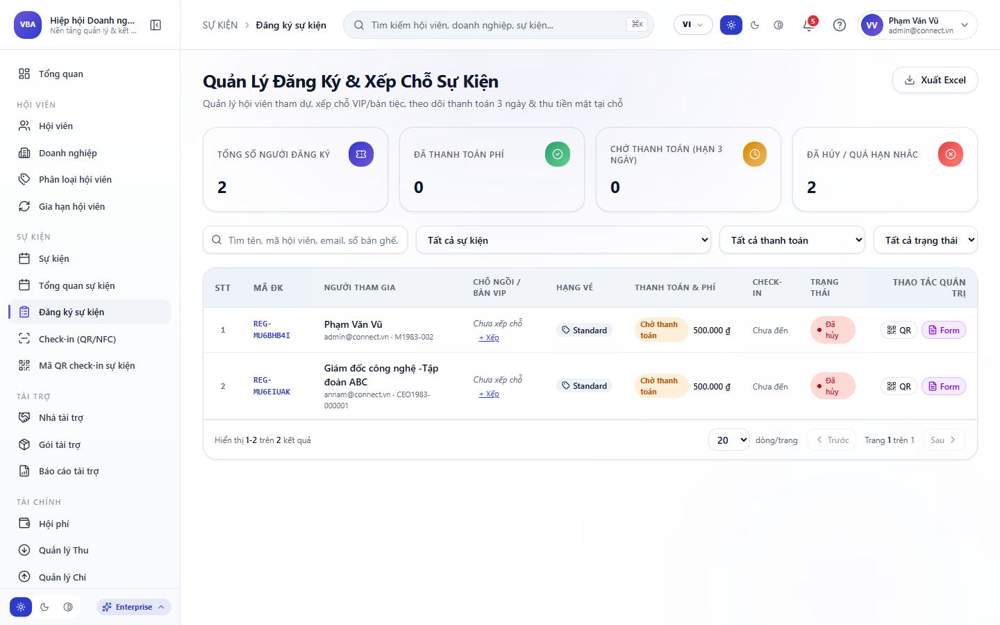 VBA
Hiệp hội Doanh ng...
Nền tảng quản lý & kết ...
SỰ KIỆN > Đăng ký sự kiện
Tìm kiếm hội viên, doanh nghiệp, sự kiện...
⌘K
VI
5
VV
Phạm Văn Vũ
admin@connect.vn
Tổng quan
HỘI VIÊN
Hội viên
Doanh nghiệp
Phân loại hội viên
Gia hạn hội viên
SỰ KIỆN
Sự kiện
Tổng quan sự kiện
Đăng ký sự kiện
Check-in (QR/NFC)
Mã QR check-in sự kiện
TÀI TRỢ
Nhà tài trợ
Gói tài trợ
Báo cáo tài trợ
TÀI CHÍNH
Hội phí
Quản lý Thu
Quản lý Chi
Enterprise
Quản Lý Đăng Ký & Xếp Chỗ Sự Kiện
Quản lý hội viên tham dự, xếp chỗ VIP/bàn tiệc, theo dõi thanh toán 3 ngày & thu tiền mặt tại chỗ
Xuất Excel
TỔNG SỐ NGƯỜI ĐĂNG KÝ
2
ĐÃ THANH TOÁN PHÍ
0
CHỜ THANH TOÁN (HẠN 3
NGÀY)
0
ĐÃ HỦY / QUÁ HẠN NHẮC
2
Tìm tên, mã hội viên, email, số bàn ghế.
Tất cả sự kiện
Tất cả thanh toán
Tất cả trạng thái
STT
MÃ ĐK
NGƯỜI THAM GIA
CHỖ NGỒI /
BÀN VIP
HẠNG VÉ
THANH TOÁN & PHÍ
CHECK-
IN
TRẠNG
THÁI
THAO TÁC QUẢN
TRỊ
1
REG-
MU6BHB4I
Phạm Văn Vũ
admin@connect.vn · M1983-002
Chưa xếp chỗ
+ Xếp
Standard
Chờ thanh
toán
500.000 ₫
Chưa đến
Đã
hủy
QR
Form
2
REG-
MU6EIUAK
Giám đốc công nghệ -Tập
đoàn ABC
annam@connect.vn · CEO1983-
000001
Chưa xếp chỗ
+ Xếp
Standard
Chờ thanh
toán
500.000 ₫
Chưa đến
Đã
hủy
QR
Form
Hiển thị 1-2 trên 2 kết quả
20
dòng/trang
Trước
Trang 1 trên 1
Sau